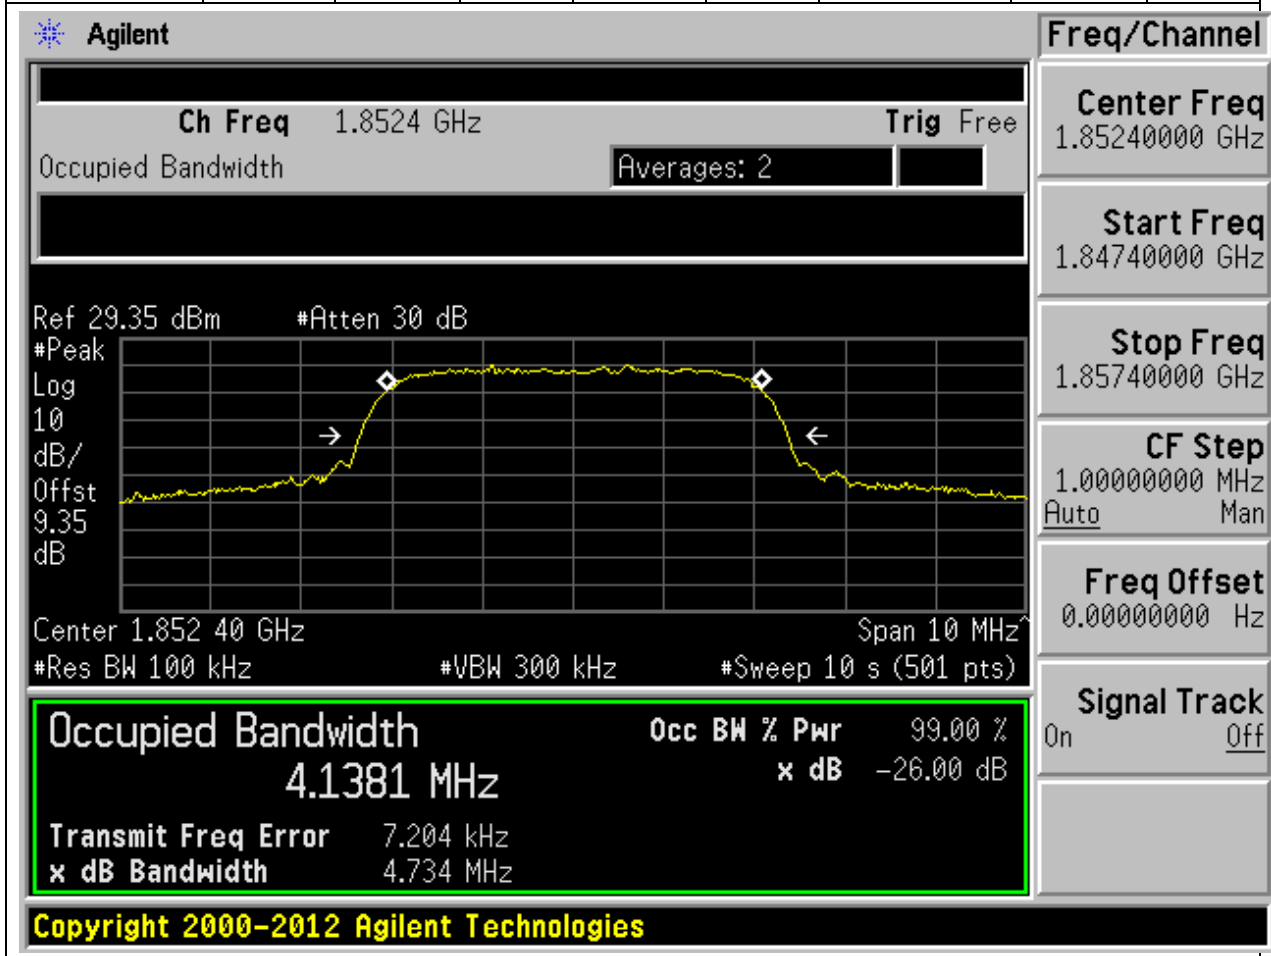 Agilent
Freq/Channel
Ch Freq 1.8524 GHz Trig Free
Occupied Bandwidth Averages: 2
Center Freq
1.85240000 GHz
Start Freq
1.84740000 GHz
Stop Freq
1.85740000 GHz
CF Step
1.00000000 MHz
Auto Man
Freq Offset
0.00000000 Hz
Signal Track
On Off
Ref 29.35 dBm #Atten 30 dB
#Peak
Log
10
dB/
Offst
9.35
dB
Center 1.852 40 GHz Span 10 MHz^
#Res BW 100 kHz #VBW 300 kHz #Sweep 10 s (501 pts)
Occupied Bandwidth Occ BW % Pwr 99.00 %
4.1381 MHz x dB -26.00 dB
Transmit Freq Error 7.204 kHz
x dB Bandwidth 4.734 MHz
Copyright 2000-2012 Agilent Technologies